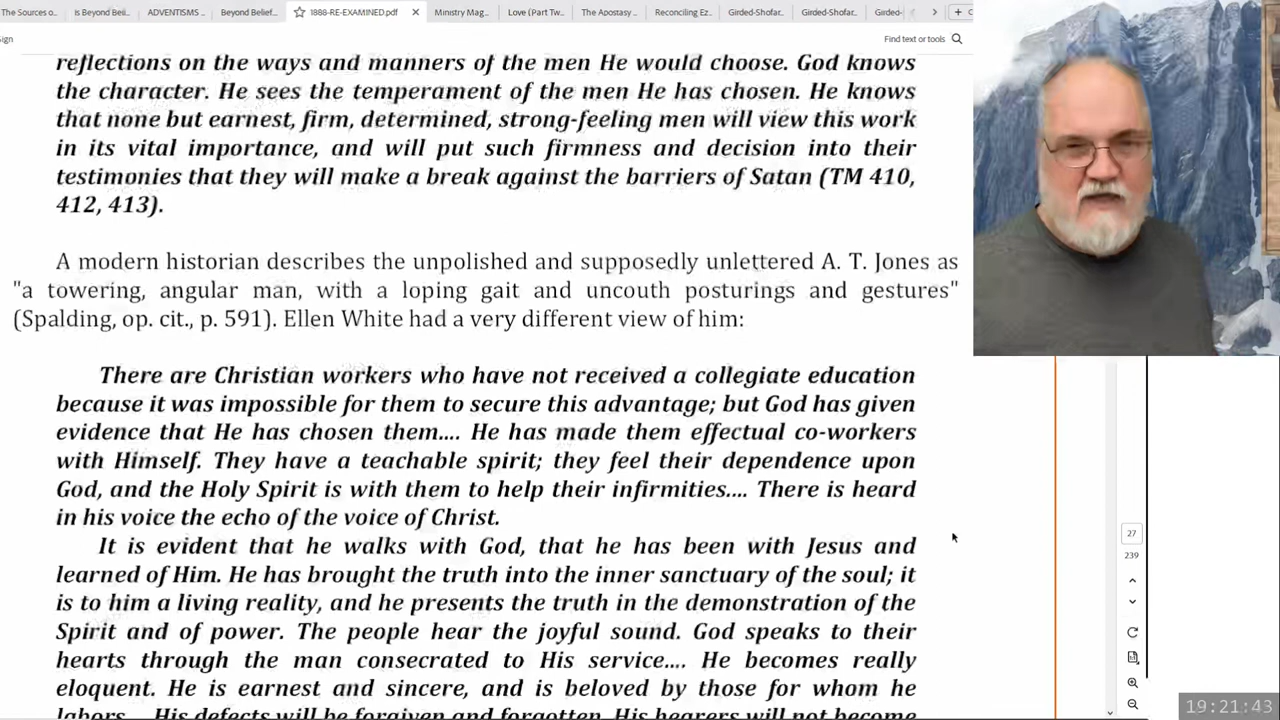 The Sources o...
is Beyond Beli...
ADVENTISMS ...
Beyond Belief...
1888-RE-EXAMINED.pdf
Ministry Mag...
Love (Part Tw...
The Apostasy ...
Reconciling Ez...
Girded-Shofar...
Girded-Shofar...
Girded-
Find text or tools
reflections on the ways and manners of the men He would choose. God knows
the character. He sees the temperament of the men He has chosen. He knows
that none but earnest, firm, determined, strong-feeling men will view this work
in its vital importance, and will put such firmness and decision into their
testimonies that they will make a break against the barriers of Satan (TM 410,
412, 413).
A modern historian describes the unpolished and supposedly unlettered A. T. Jones as
"a towering, angular man, with a loping gait and uncouth posturings and gestures"
(Spalding, op. cit., p. 591). Ellen White had a very different view of him:
There are Christian workers who have not received a collegiate education
because it was impossible for them to secure this advantage; but God has given
evidence that He has chosen them.... He has made them effectual co-workers
with Himself. They have a teachable spirit; they feel their dependence upon
God, and the Holy Spirit is with them to help their infirmities.... There is heard
in his voice the echo of the voice of Christ.
It is evident that he walks with God, that he has been with Jesus and
learned of Him. He has brought the truth into the inner sanctuary of the soul; it
is to him a living reality, and he presents the truth in the demonstration of the
Spirit and of power. The people hear the joyful sound. God speaks to their
hearts through the man consecrated to His service.... He becomes really
eloquent. He is earnest and sincere, and is beloved by those for whom he
labors.... His defects will be forgiven and forgotten. His hearers will not become
27
239
19:21:43